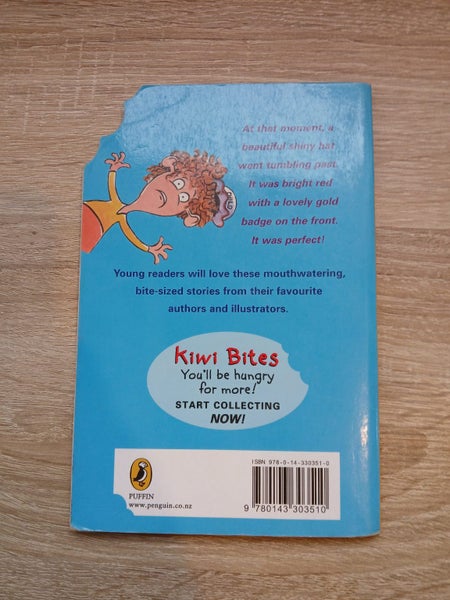 At that moment, a
beautiful shiny hat
went tumbling past.
It was bright red
with a lovely gold
badge on the front.
It was perfect!
Young readers will love these mouthwatering,
bite-sized stories from their favourite
authors and illustrators.
Kiwi Bites
You'll be hungry
for more!
START COLLECTING
NOW!
ISBN 978-0-14-330351-0
9 780143 303510
PUFFIN
www.penguin.co.nz